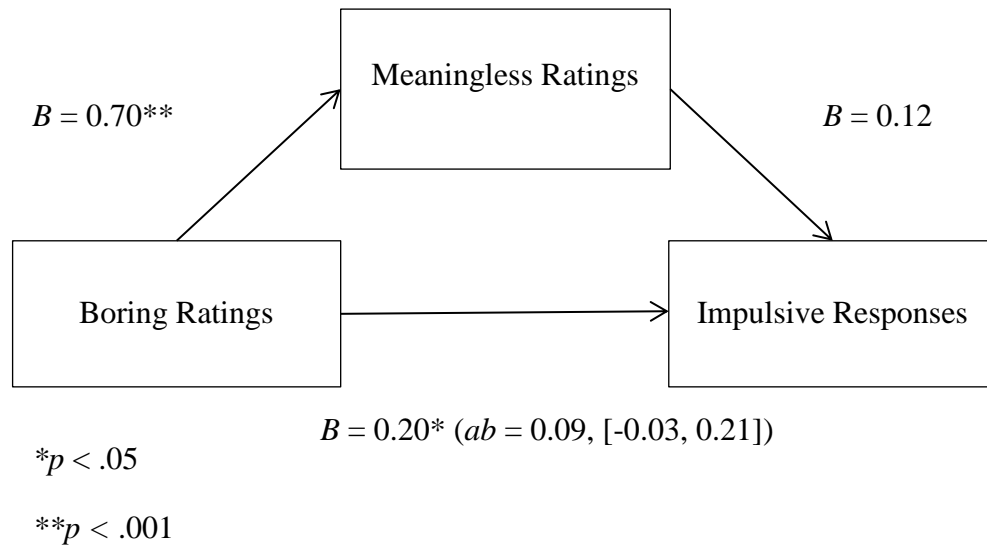 Meaningless Ratings
B = 0.70**
B = 0.12
Boring Ratings
Impulsive Responses
B = 0.20* (ab = 0.09, [-0.03, 0.21])
*p < .05
**p < .001